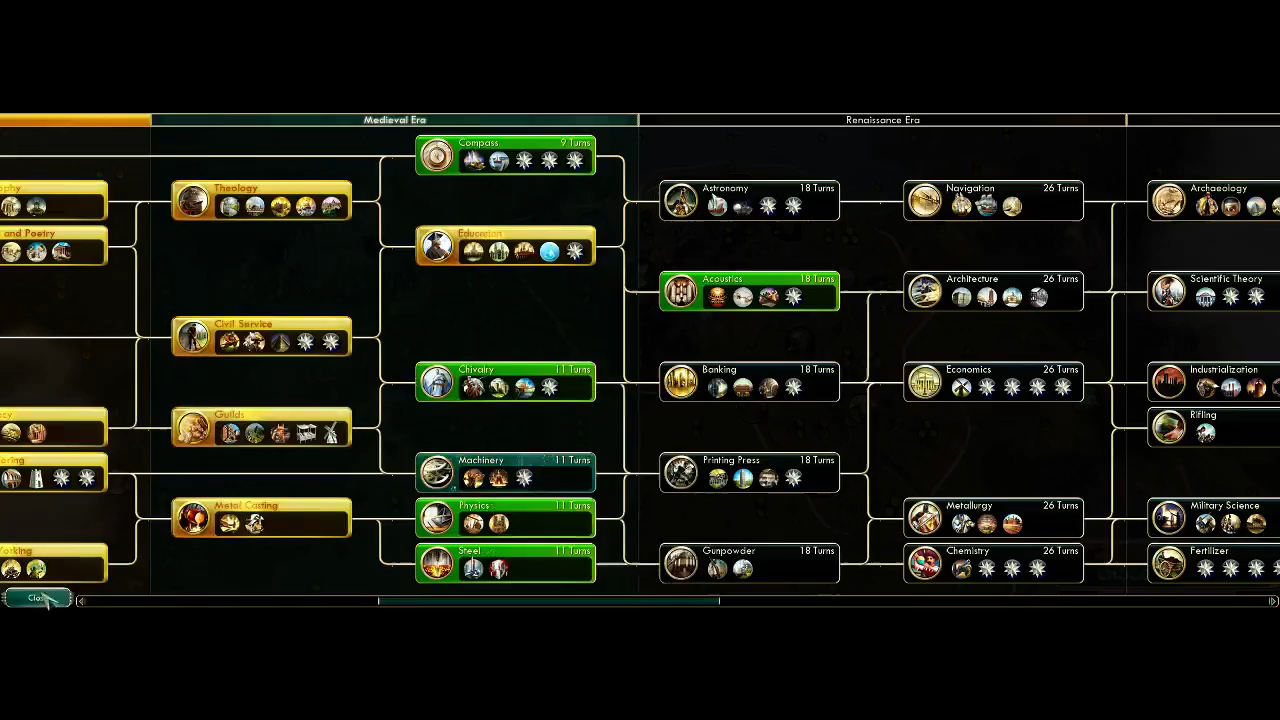 Medieval Era
Renaissance Era
Compass 9 Turns
Theology
Astronomy 18 Turns
Navigation 26 Turns
Archaeology
and Poetry
Education
Acoustics 18 Turns
Architecture 26 Turns
Scientific Theory
Civil Service
Chivalry 11 Turns
Banking 18 Turns
Economics 26 Turns
Industrialization
Guilds
Rifling
Machinery 11 Turns
Printing Press 18 Turns
Metal Casting
Physics 11 Turns
Metallurgy 26 Turns
Military Science
Steel 11 Turns
Gunpowder 18 Turns
Chemistry 26 Turns
Fertilizer